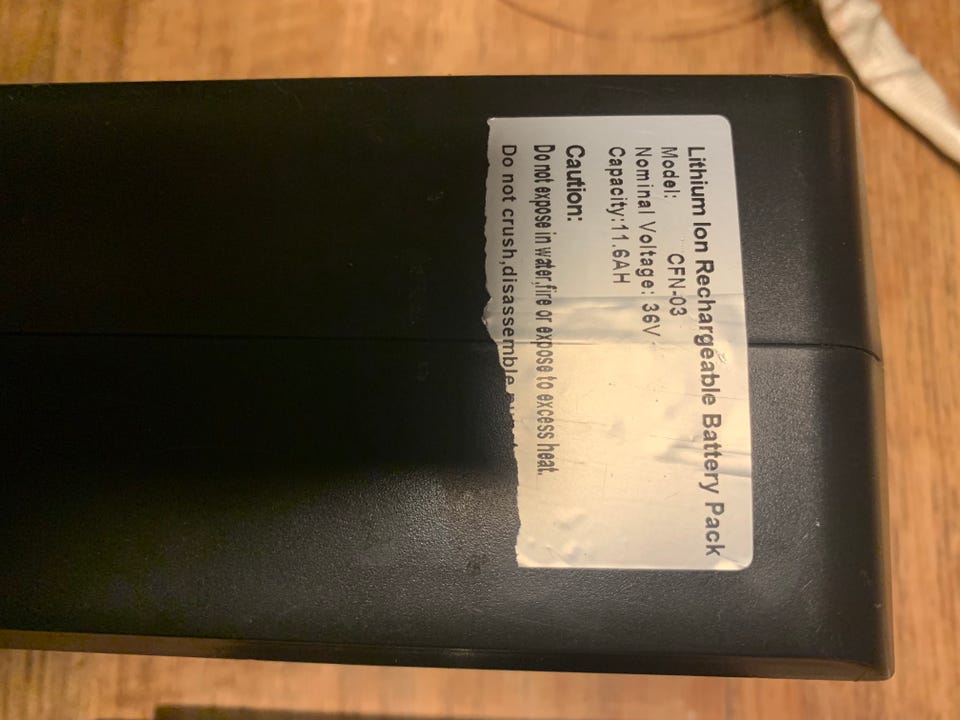 Lithium Ion Rechargeable Battery Pack
Model: CFN-03
Nominal Voltage: 36V
Capacity:11.6AH
Caution:
Do not expose in water,fire or expose to excess heat.
Do not crush,disassemble